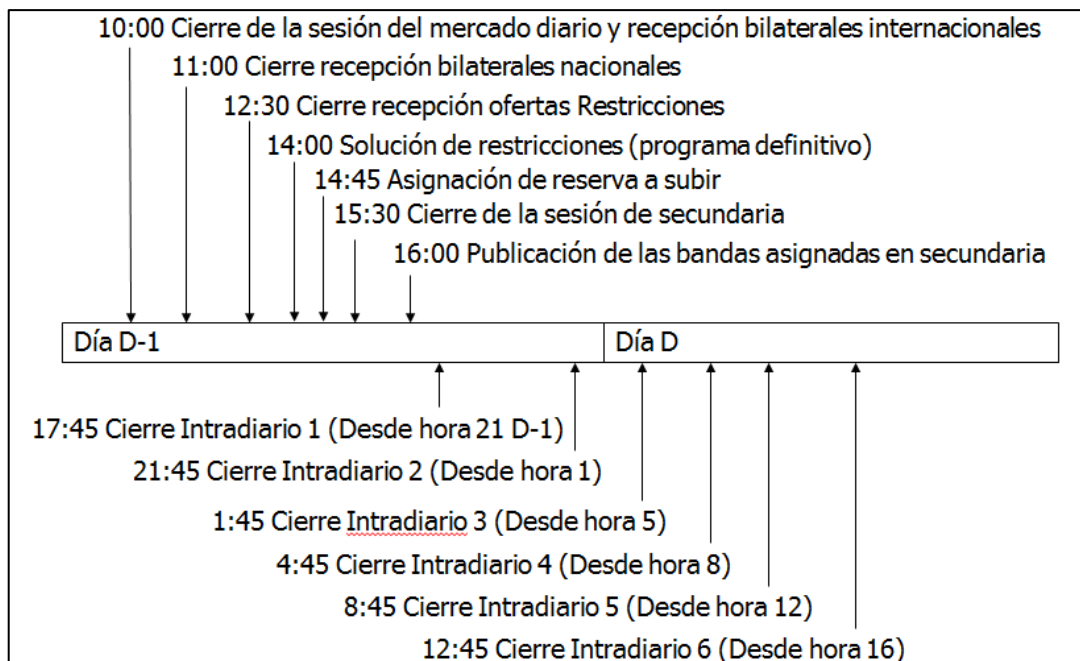 10:00 Cierre de la sesión del mercado diario y recepción bilaterales internacionales
11:00 Cierre recepción bilaterales nacionales
12:30 Cierre recepción ofertas Restricciones
14:00 Solución de restricciones (programa definitivo)
14:45 Asignación de reserva a subir
15:30 Cierre de la sesión de secundaria
16:00 Publicación de las bandas asignadas en secundaria
Día D-1
Día D
17:45 Cierre Intradiario 1 (Desde hora 21 D-1)
21:45 Cierre Intradiario 2 (Desde hora 1)
1:45 Cierre Intradiario 3 (Desde hora 5)
4:45 Cierre Intradiario 4 (Desde hora 8)
8:45 Cierre Intradiario 5 (Desde hora 12)
12:45 Cierre Intradiario 6 (Desde hora 16)